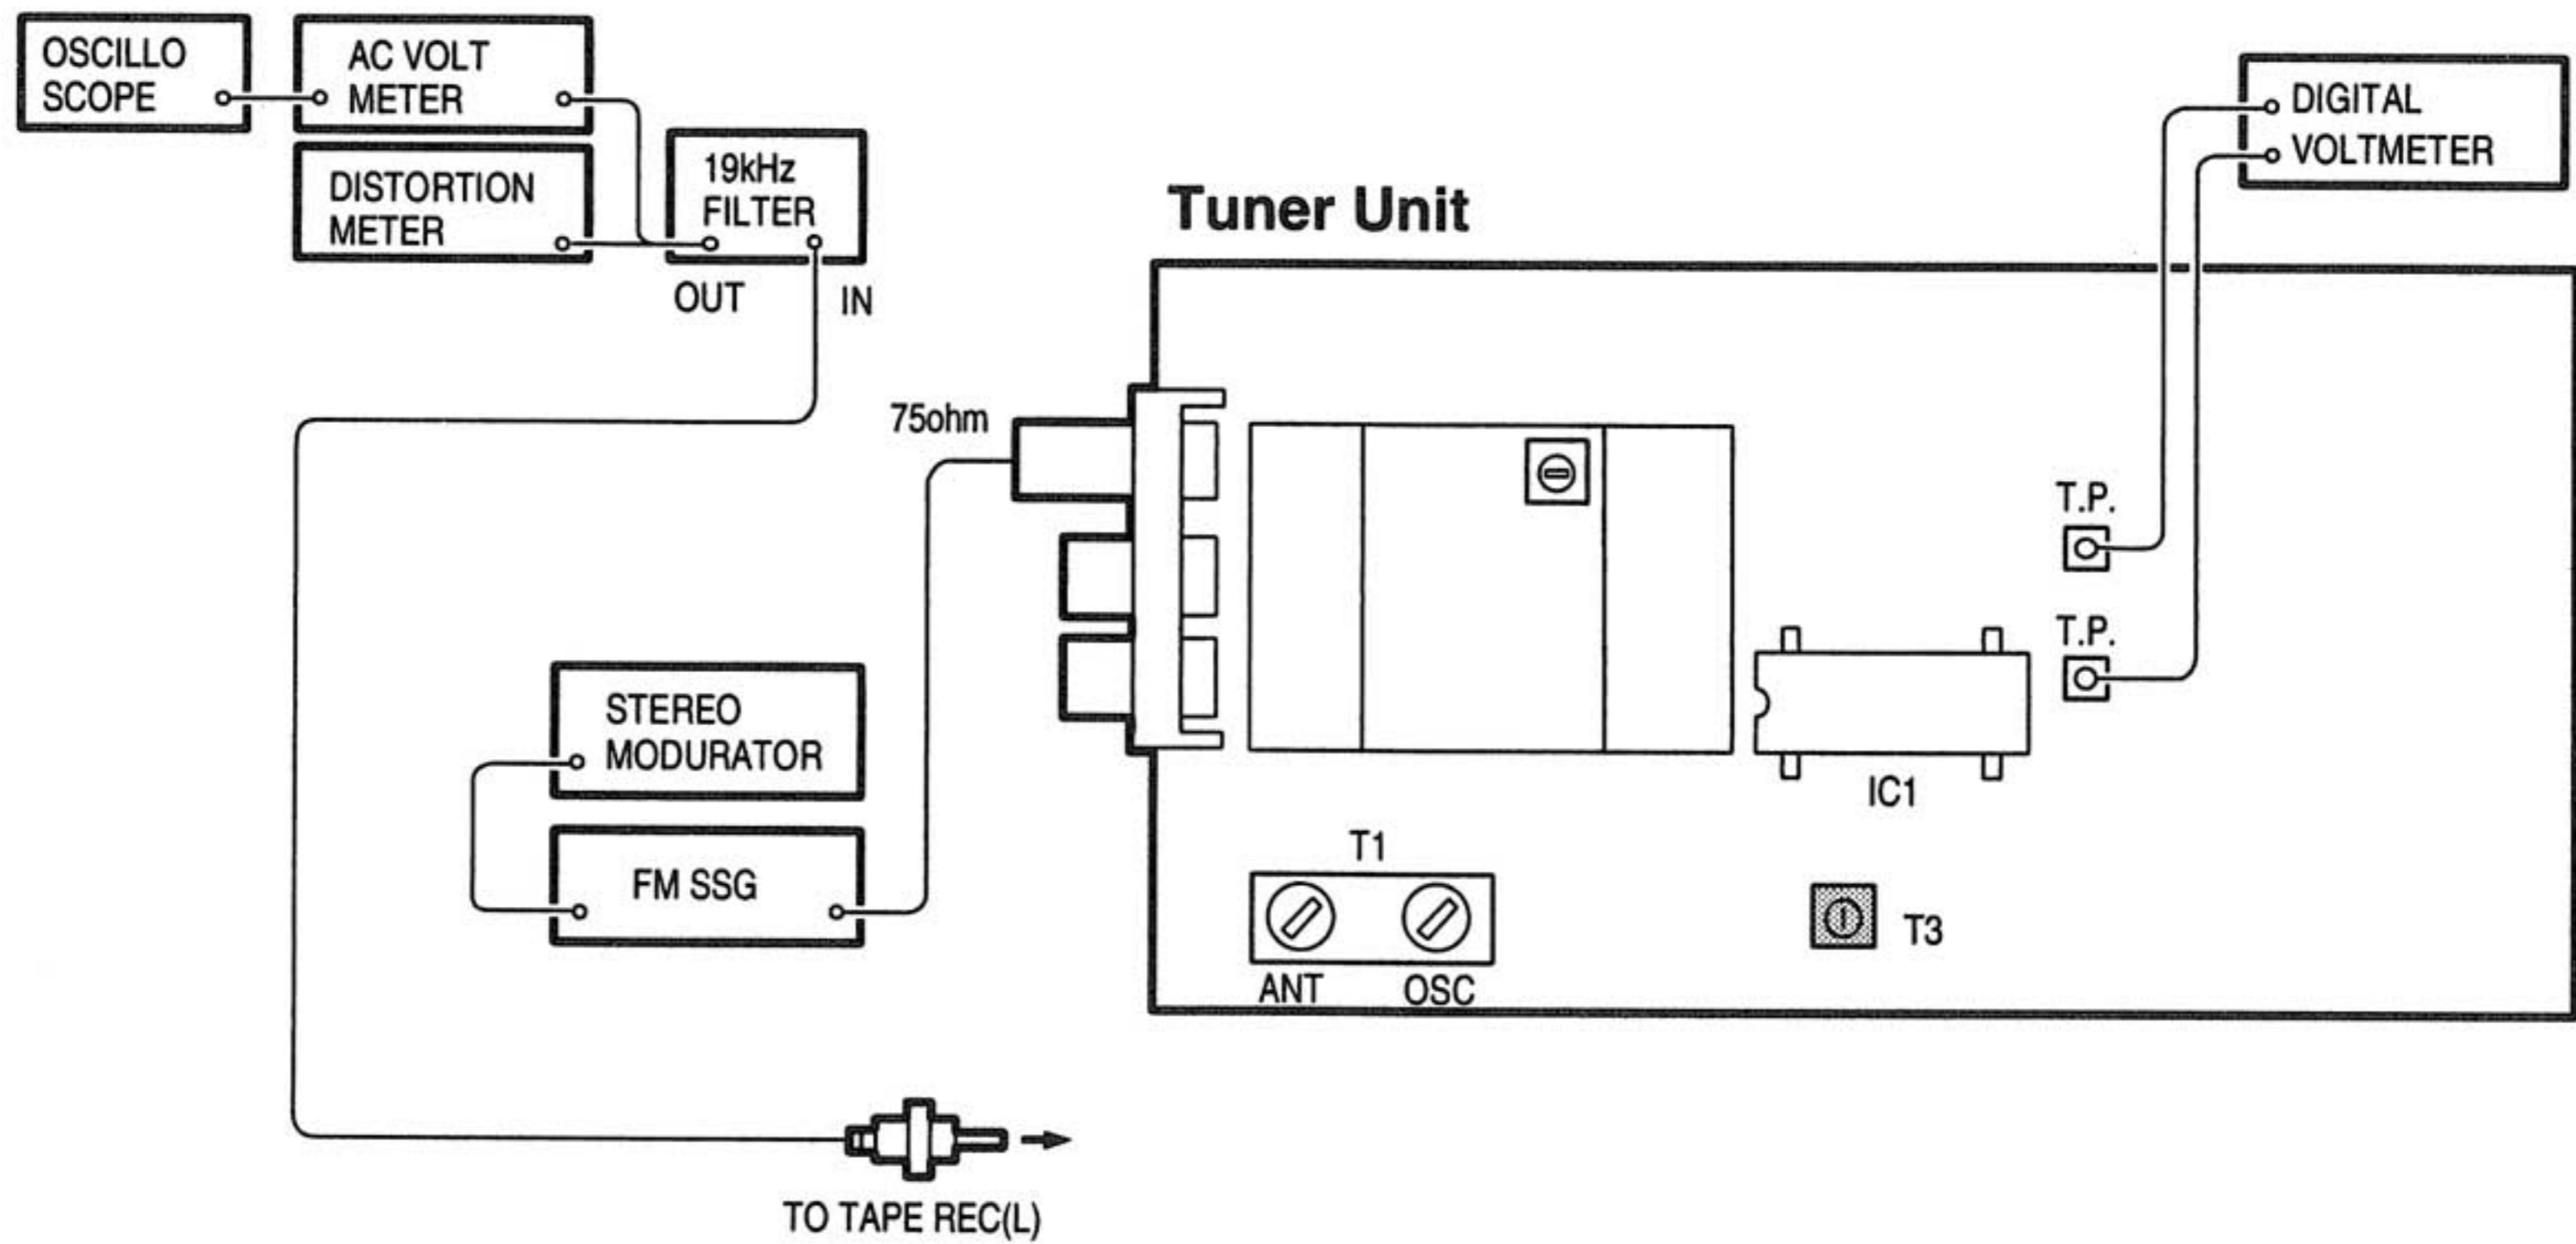 OSCILLO
SCOPE
AC VOLT
METER
DISTORTION
METER
19kHz
FILTER
OUT
IN
DIGITAL
VOLTMETER
Tuner Unit
75ohm
T.P.
T.P.
STEREO
MODURATOR
FM SSG
IC1
T1
ANT
OSC
T3
TO TAPE REC(L)